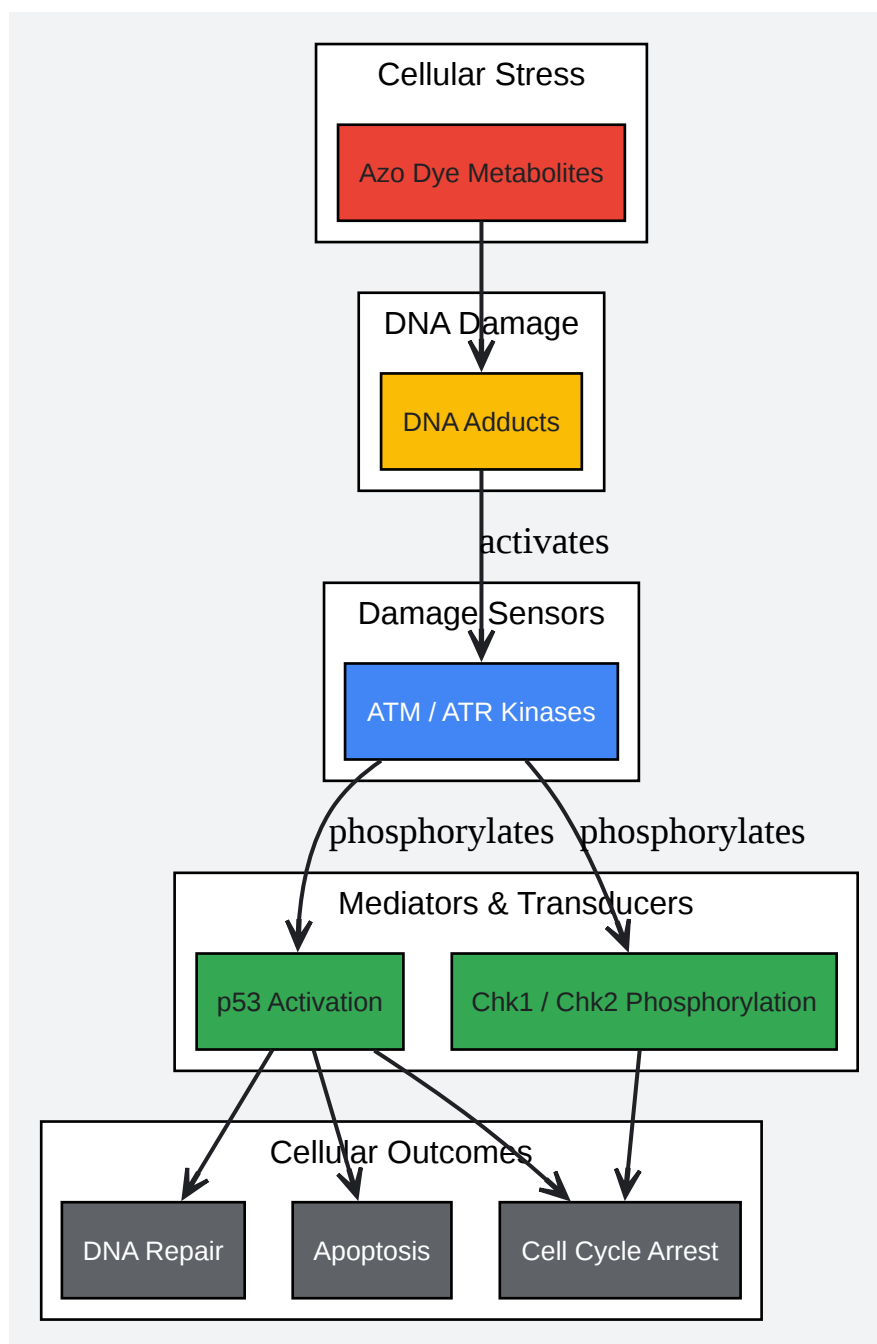 Cellular Stress
Azo Dye Metabolites
DNA Damage
DNA Adducts
activates
Damage Sensors
ATM / ATR Kinases
phosphorylates
phosphorylates
Mediators & Transducers
p53 Activation
Chk1 / Chk2 Phosphorylation
Cellular Outcomes
DNA Repair
Apoptosis
Cell Cycle Arrest